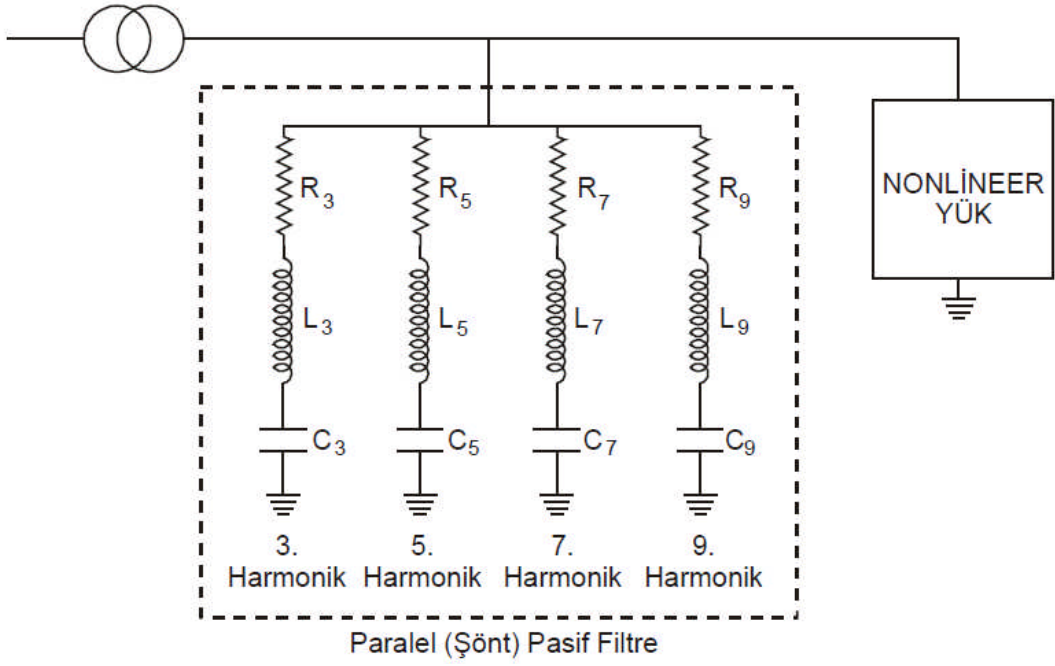 R3
R5
R7
R9
NONLİNEER
YÜK
L3
L5
L7
L9
C3
C5
C7
C9
3.
Harmonik
5.
Harmonik
7.
Harmonik
9.
Harmonik
Paralel (Şönt) Pasif Filtre